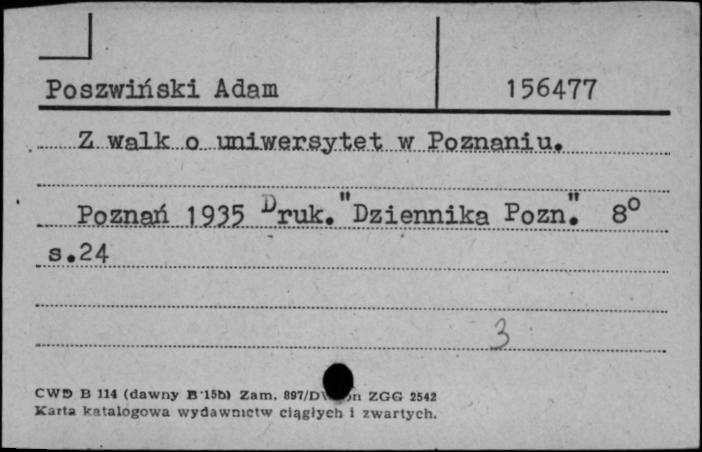 Poszwiński Adam 156477
Z walk o uniwersytet w Poznaniu.
Poznań 1935 Druk. "Dziennika Pozn". 8°
s.24
3
CWD B 114 (dawny B 15b) Zam. 897/ ZGG 2542
Karta katalogowa wydawnictw ciągłych i zwartych.